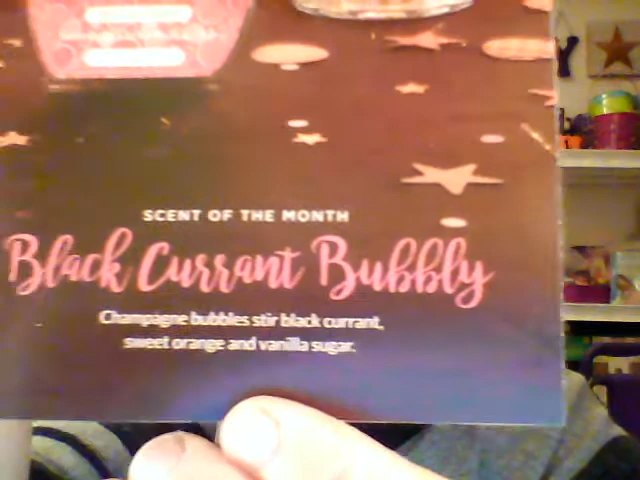 SCENT OF THE MONTH
Black Currant Bubbly
Champagne bubbles stir black currant,
sweet orange and vanilla sugar.
Y